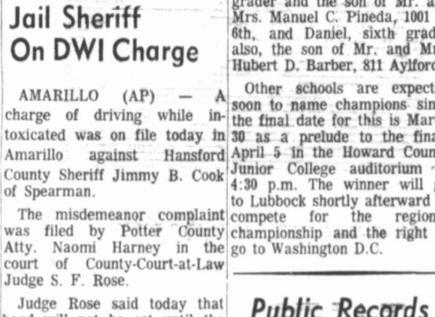 Jail Sheriff
On DWI Charge
AMARILLO (AP) — A
charge of driving while in-
toxicated was on file today in
Amarillo against Hansford
County Sheriff Jimmy B. Cook
of Spearman.
The misdemeanor complaint
was filed by Potter County
Atty. Naomi Harney in the
court of County-Court-at-Law
Judge S. F. Rose.
Judge Rose said today that
grader and the son of Mr. a
Mrs. Manuel C. Pineda, 1001
6th, and Daniel, sixth grad
also, the son of Mr. and M
Hubert D. Barber, 811 Aylfor
Other schools are expect
soon to name champions sin
the final date for this is Mar
30 as a prelude to the fina
April 5 in the Howard Coun
Junior College auditorium
4:30 p.m. The winner will
to Lubbock shortly afterward
compete for the region
championship and the right
go to Washington D.C.
Public Records